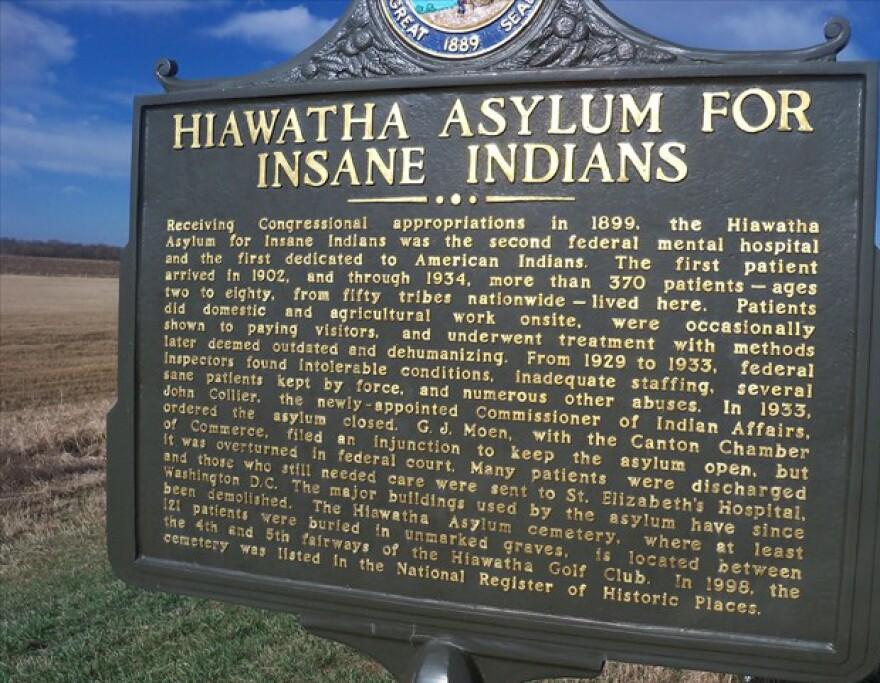 GREAT SEAL
1889
HIAWATHA ASYLUM FOR
INSANE INDIANS
Receiving Congressional appropriations in 1899, the Hiawatha
Asylum for Insane Indians was the second federal mental hospital
and the first dedicated to American Indians. The first patient
arrived in 1902, and through 1934, more than 370 patients — ages
two to eighty, from fifty tribes nationwide — lived here. Patients
did domestic and agricultural work onsite, were occasionally
shown to paying visitors, and underwent treatment with methods
later deemed outdated and dehumanizing. From 1929 to 1933, federal
inspectors found intolerable conditions, inadequate staffing, several
sane patients kept by force, and numerous other abuses. In 1933,
John Collier, the newly-appointed Commissioner of Indian Affairs,
ordered the asylum closed. G.J. Moen, with the Canton Chamber
of Commerce, filed an injunction to keep the asylum open, but
it was overturned in federal court. Many patients were discharged
and those who still needed care were sent to St. Elizabeth's Hospital,
Washington D.C. The major buildings used by the asylum have since
been demolished. The Hiawatha Asylum cemetery, where at least
121 patients were buried in unmarked graves, is located between
the 4th and 5th fairways of the Hiawatha Golf Club. In 1998, the
cemetery was listed in the National Register of Historic Places.